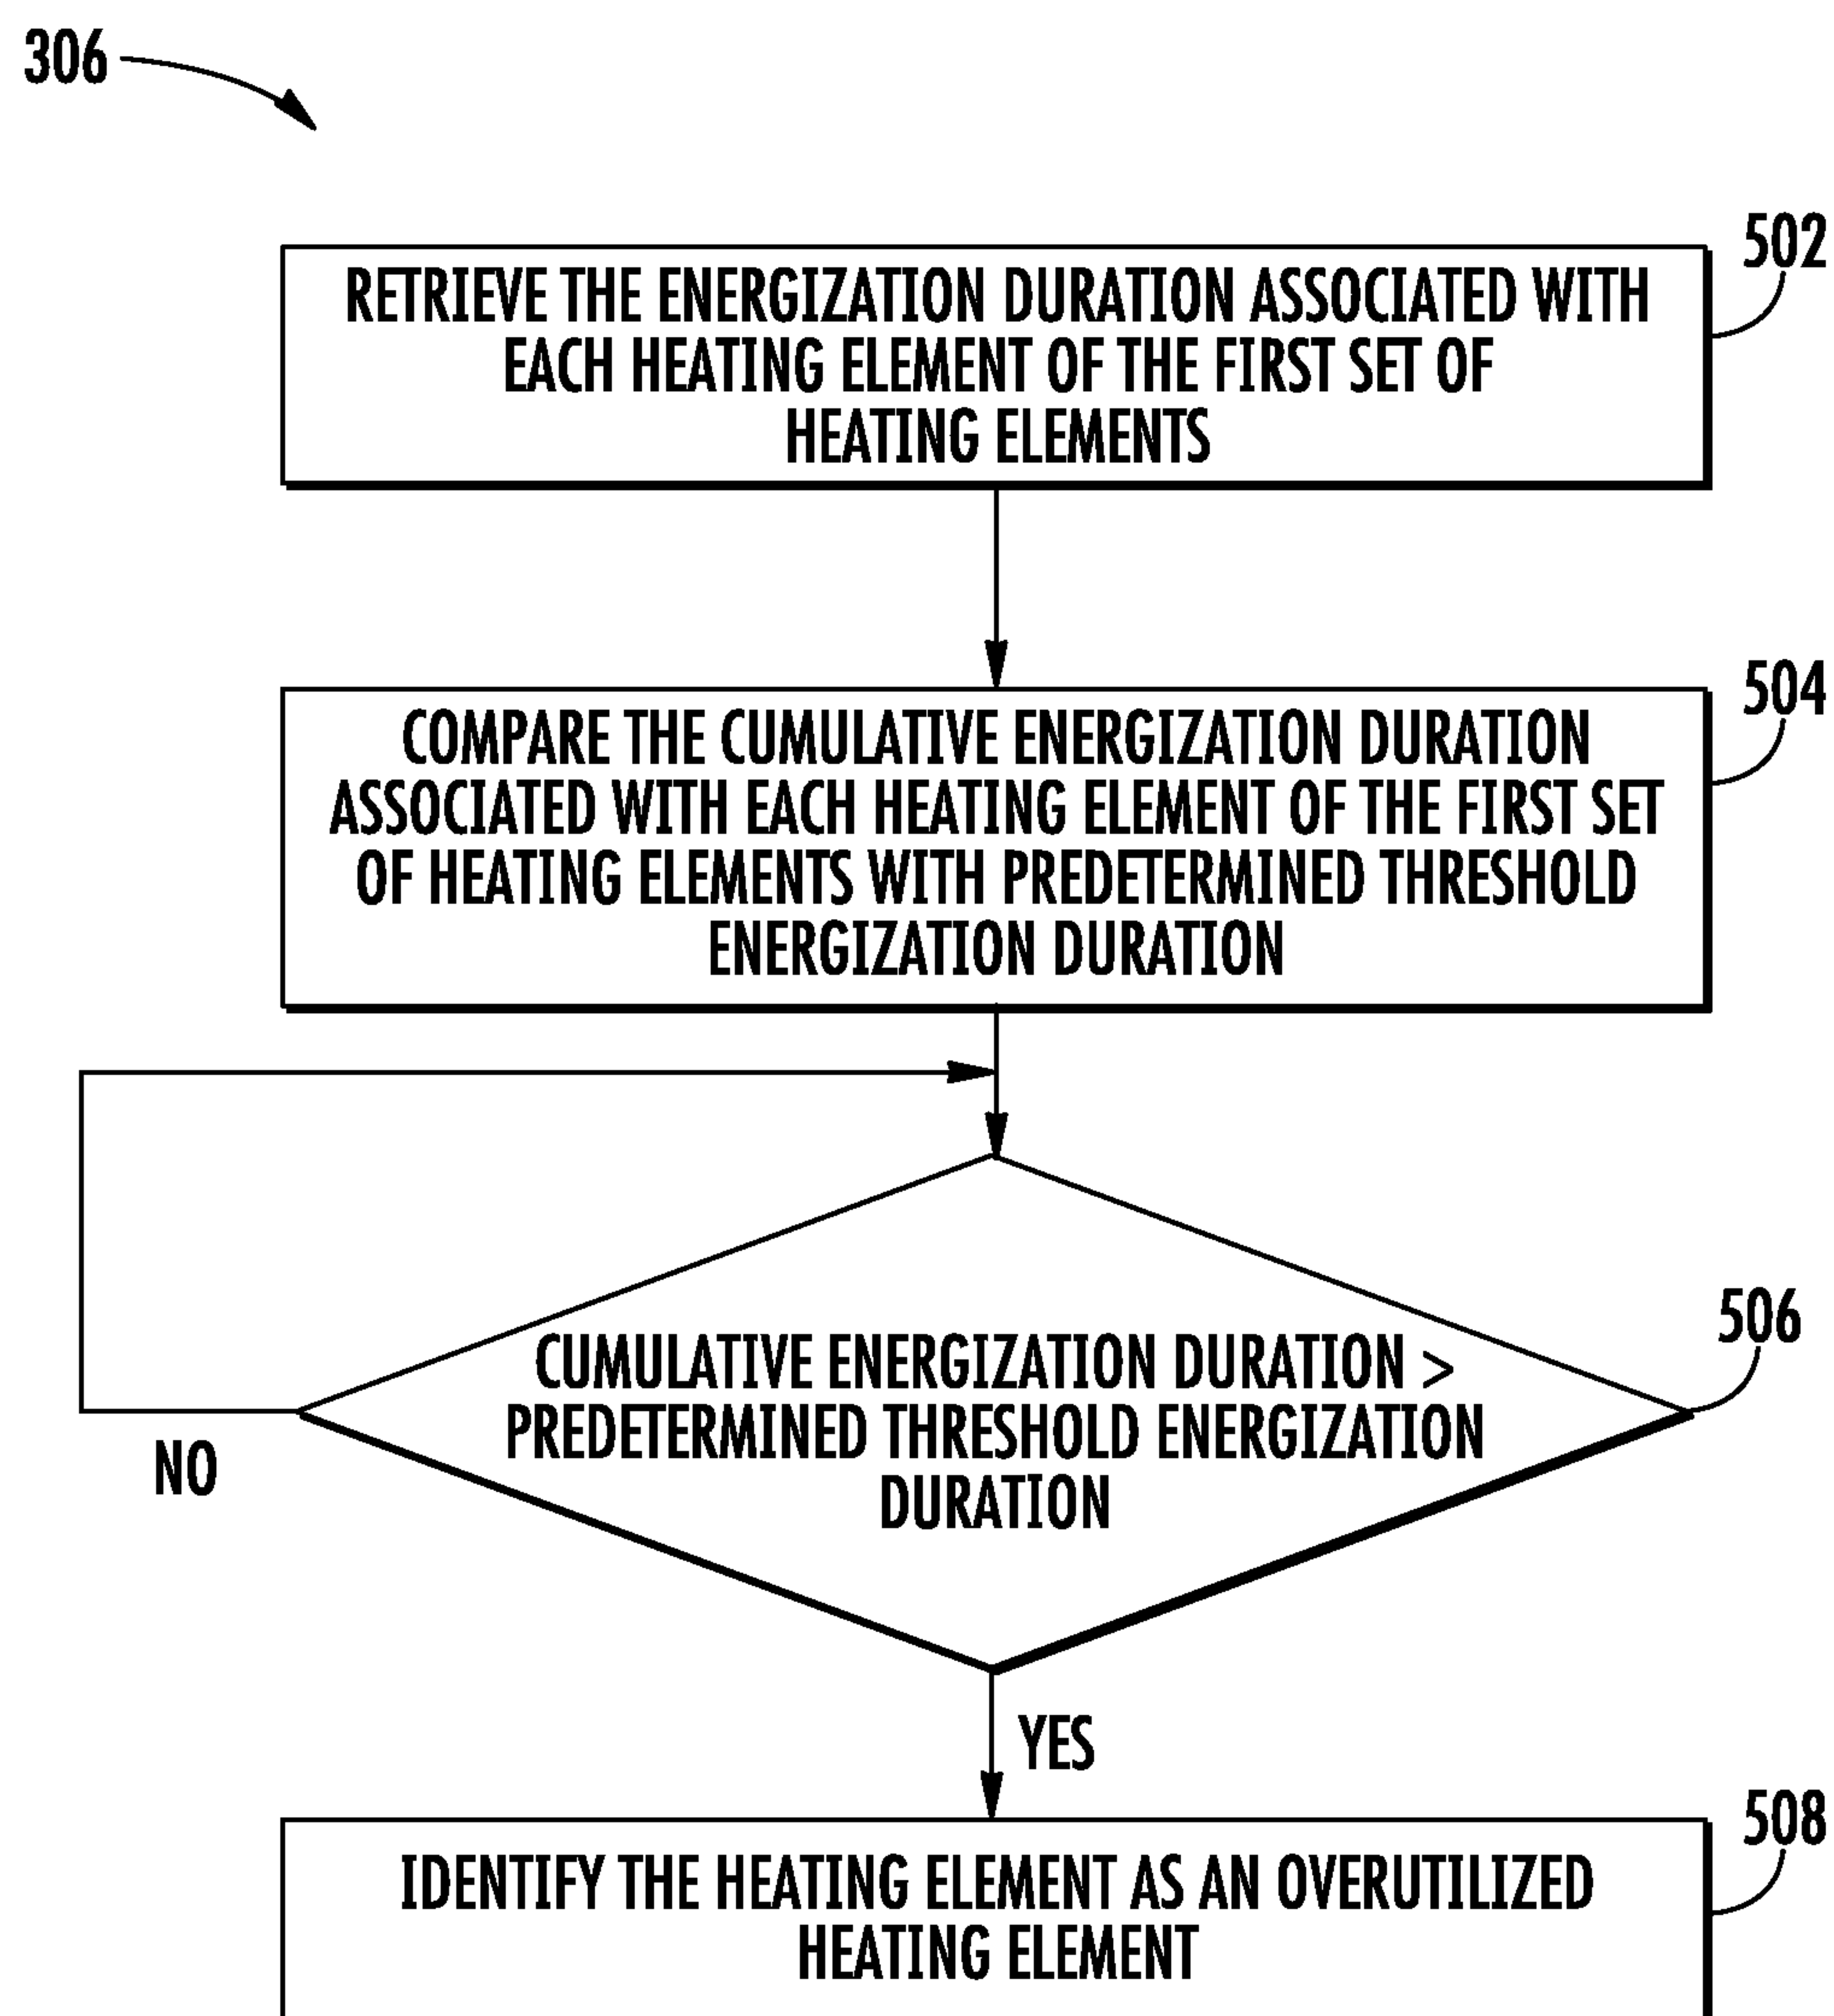 306
502
RETRIEVE THE ENERGIZATION DURATION ASSOCIATED WITH
EACH HEATING ELEMENT OF THE FIRST SET OF
HEATING ELEMENTS
504
COMPARE THE CUMULATIVE ENERGIZATION DURATION
ASSOCIATED WITH EACH HEATING ELEMENT OF THE FIRST SET
OF HEATING ELEMENTS WITH PREDETERMINED THRESHOLD
ENERGIZATION DURATION
506
CUMULATIVE ENERGIZATION DURATION >
PREDETERMINED THRESHOLD ENERGIZATION
DURATION
NO
YES
508
IDENTIFY THE HEATING ELEMENT AS AN OVERUTILIZED
HEATING ELEMENT